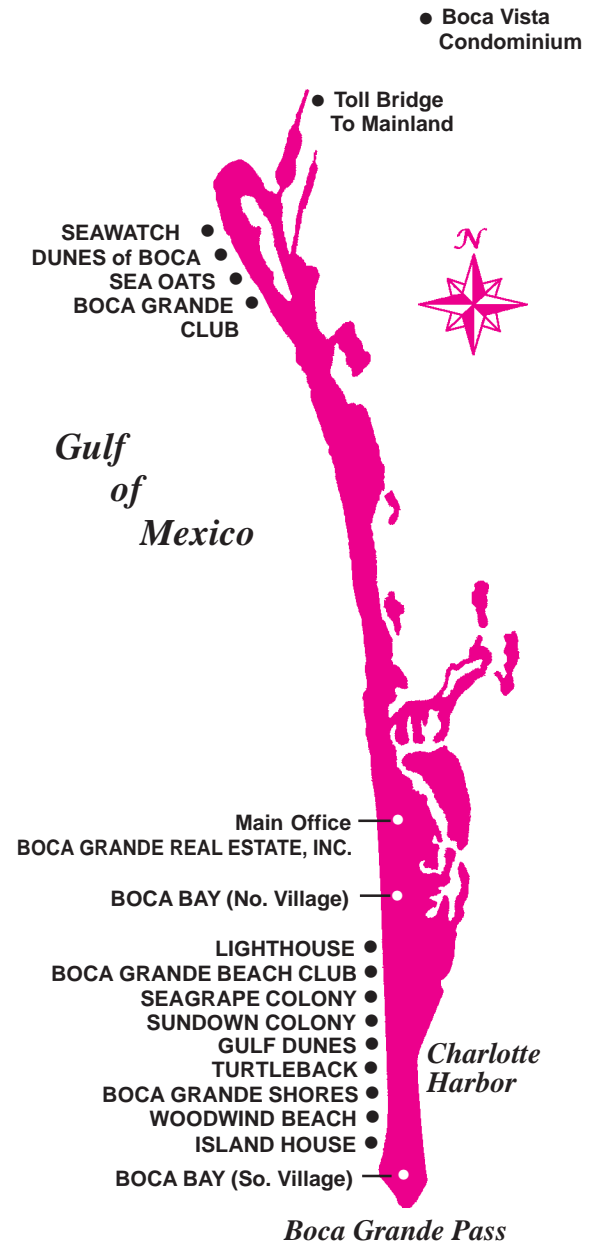 Boca Vista
Condominium
Toll Bridge
To Mainland
SEAWATCH
DUNES of BOCA
SEA OATS
BOCA GRANDE
CLUB
N
Gulf
of
Mexico
Main Office
BOCA GRANDE REAL ESTATE, INC.
BOCA BAY (No. Village)
LIGHTHOUSE
BOCA GRANDE BEACH CLUB
SEAGRAPE COLONY
SUNDOWN COLONY
GULF DUNES
TURTLEBACK
BOCA GRANDE SHORES
WOODWIND BEACH
ISLAND HOUSE
Charlotte
Harbor
BOCA BAY (So. Village)
Boca Grande Pass